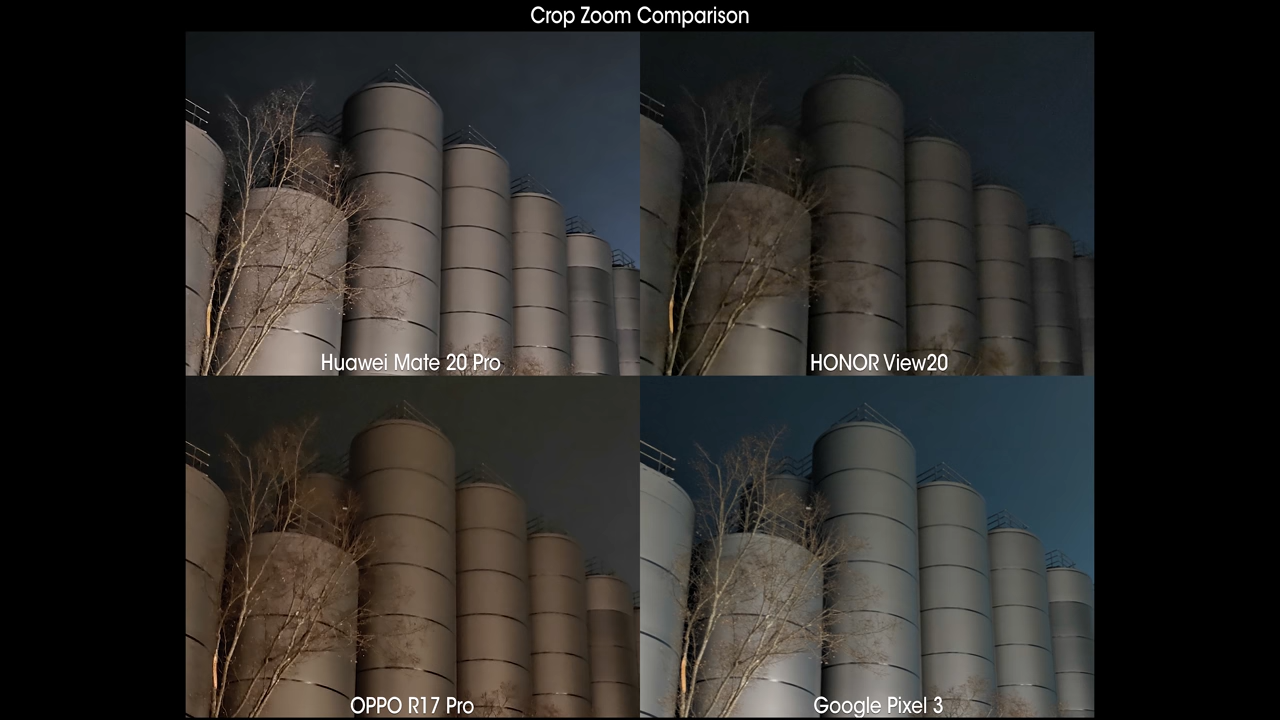 Crop Zoom Comparison
Huawei Mate 20 Pro
HONOR View20
OPPO R17 Pro
Google Pixel 3